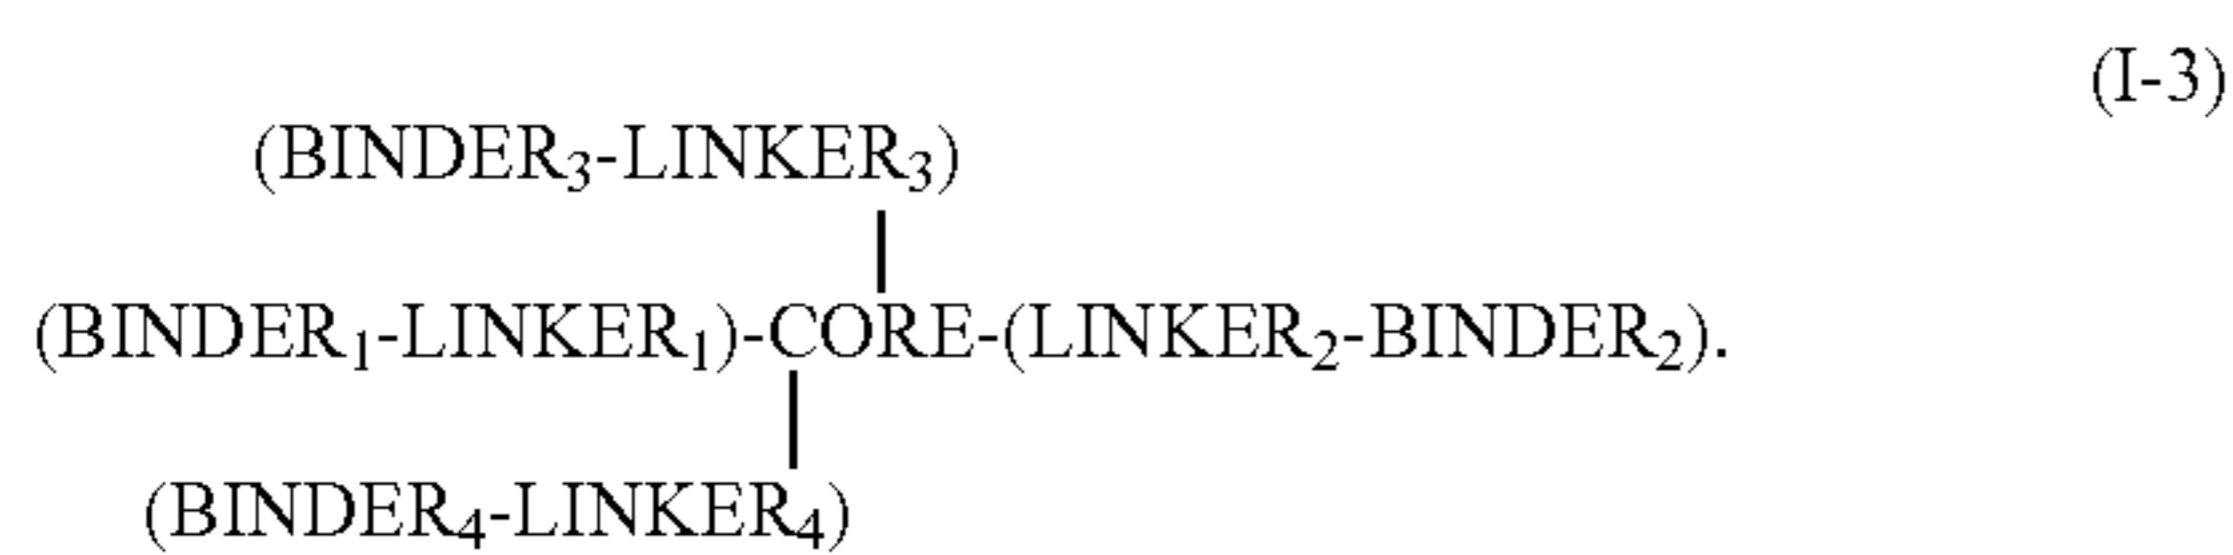 (I-3)
(BINDER₃-LINKER₃)
(BINDER₁-LINKER₁)-CORE-(LINKER₂-BINDER₂).
(BINDER₄-LINKER₄)